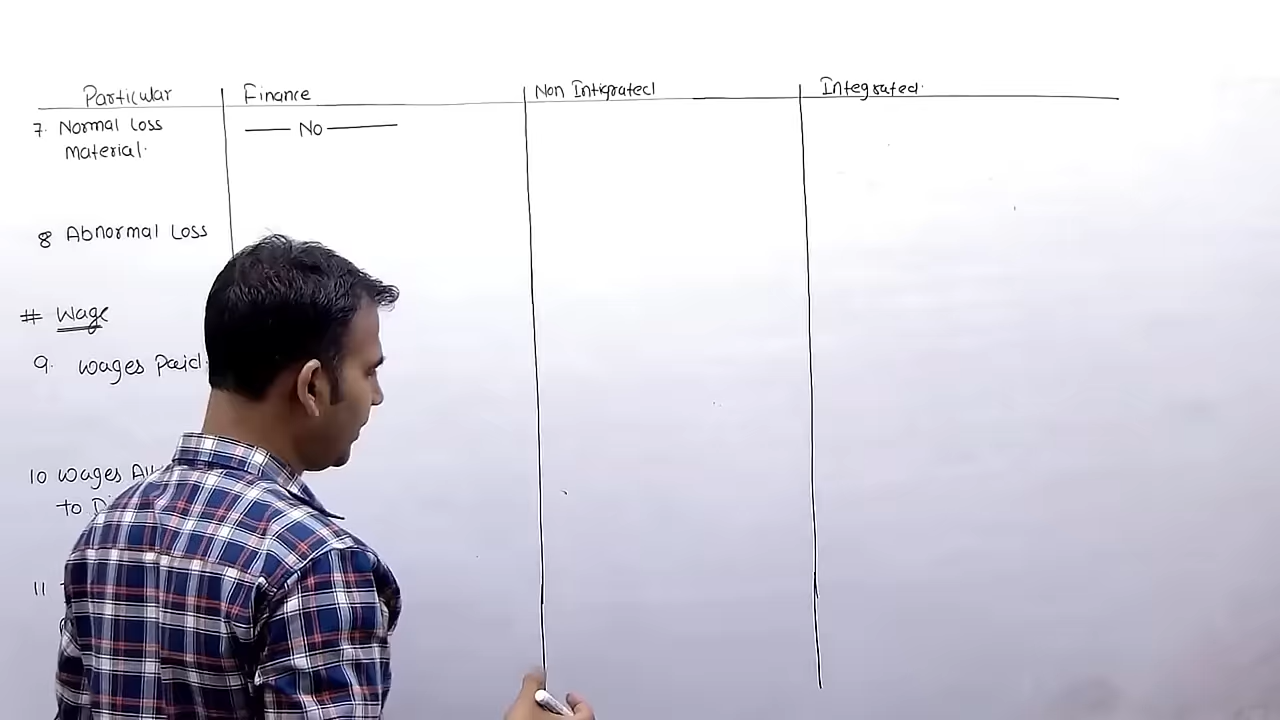 Particular Finance Non Intigrated Integrated.
7. Normal Loss — No —
Material.
8 Abnormal Loss
# Wage
9. Wages Paid.
10 Wages
to
11